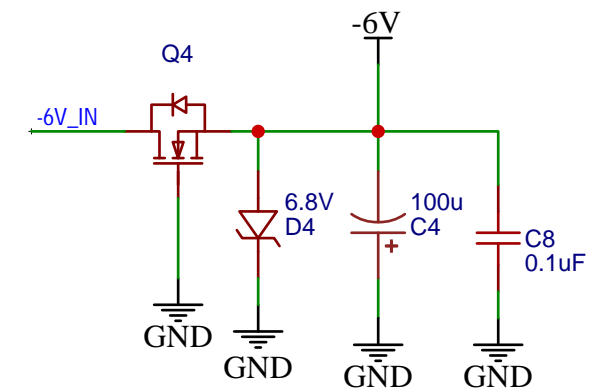 -6V
Q4
-6V_IN
6.8V
D4
100u
C4
+
C8
0.1uF
GND
GND
GND
GND